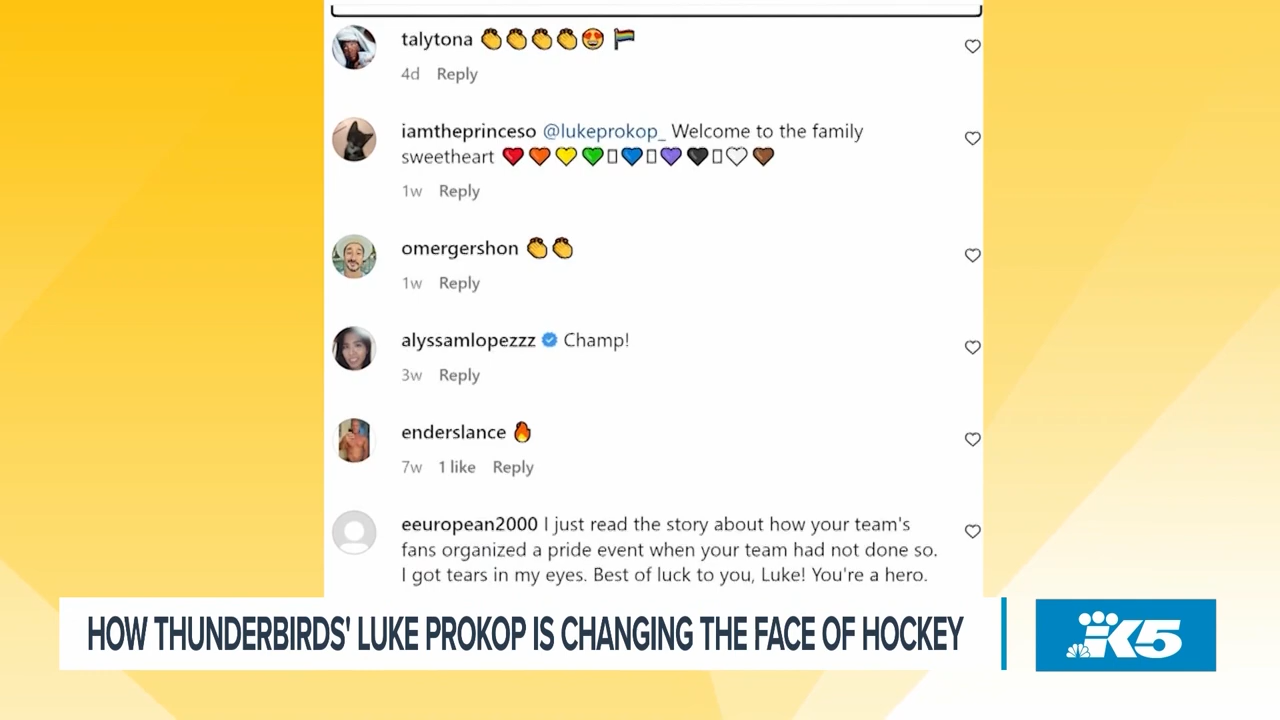 talytona 👏👏👏👏😍 🏳️‍🌈
4d Reply
iamtheprinceso @lukeprokop_ Welcome to the family
sweetheart ❤🧡💛💚▯💙▯💜🖤▯🤍🤎
1w Reply
omergershon 👏👏
1w Reply
alyssamlopezzz Champ!
3w Reply
enderslance 🔥
7w 1 like Reply
eeuropean2000 I just read the story about how your team's
fans organized a pride event when your team had not done so.
I got tears in my eyes. Best of luck to you, Luke! You're a hero.
HOW THUNDERBIRDS' LUKE PROKOP IS CHANGING THE FACE OF HOCKEY
K5